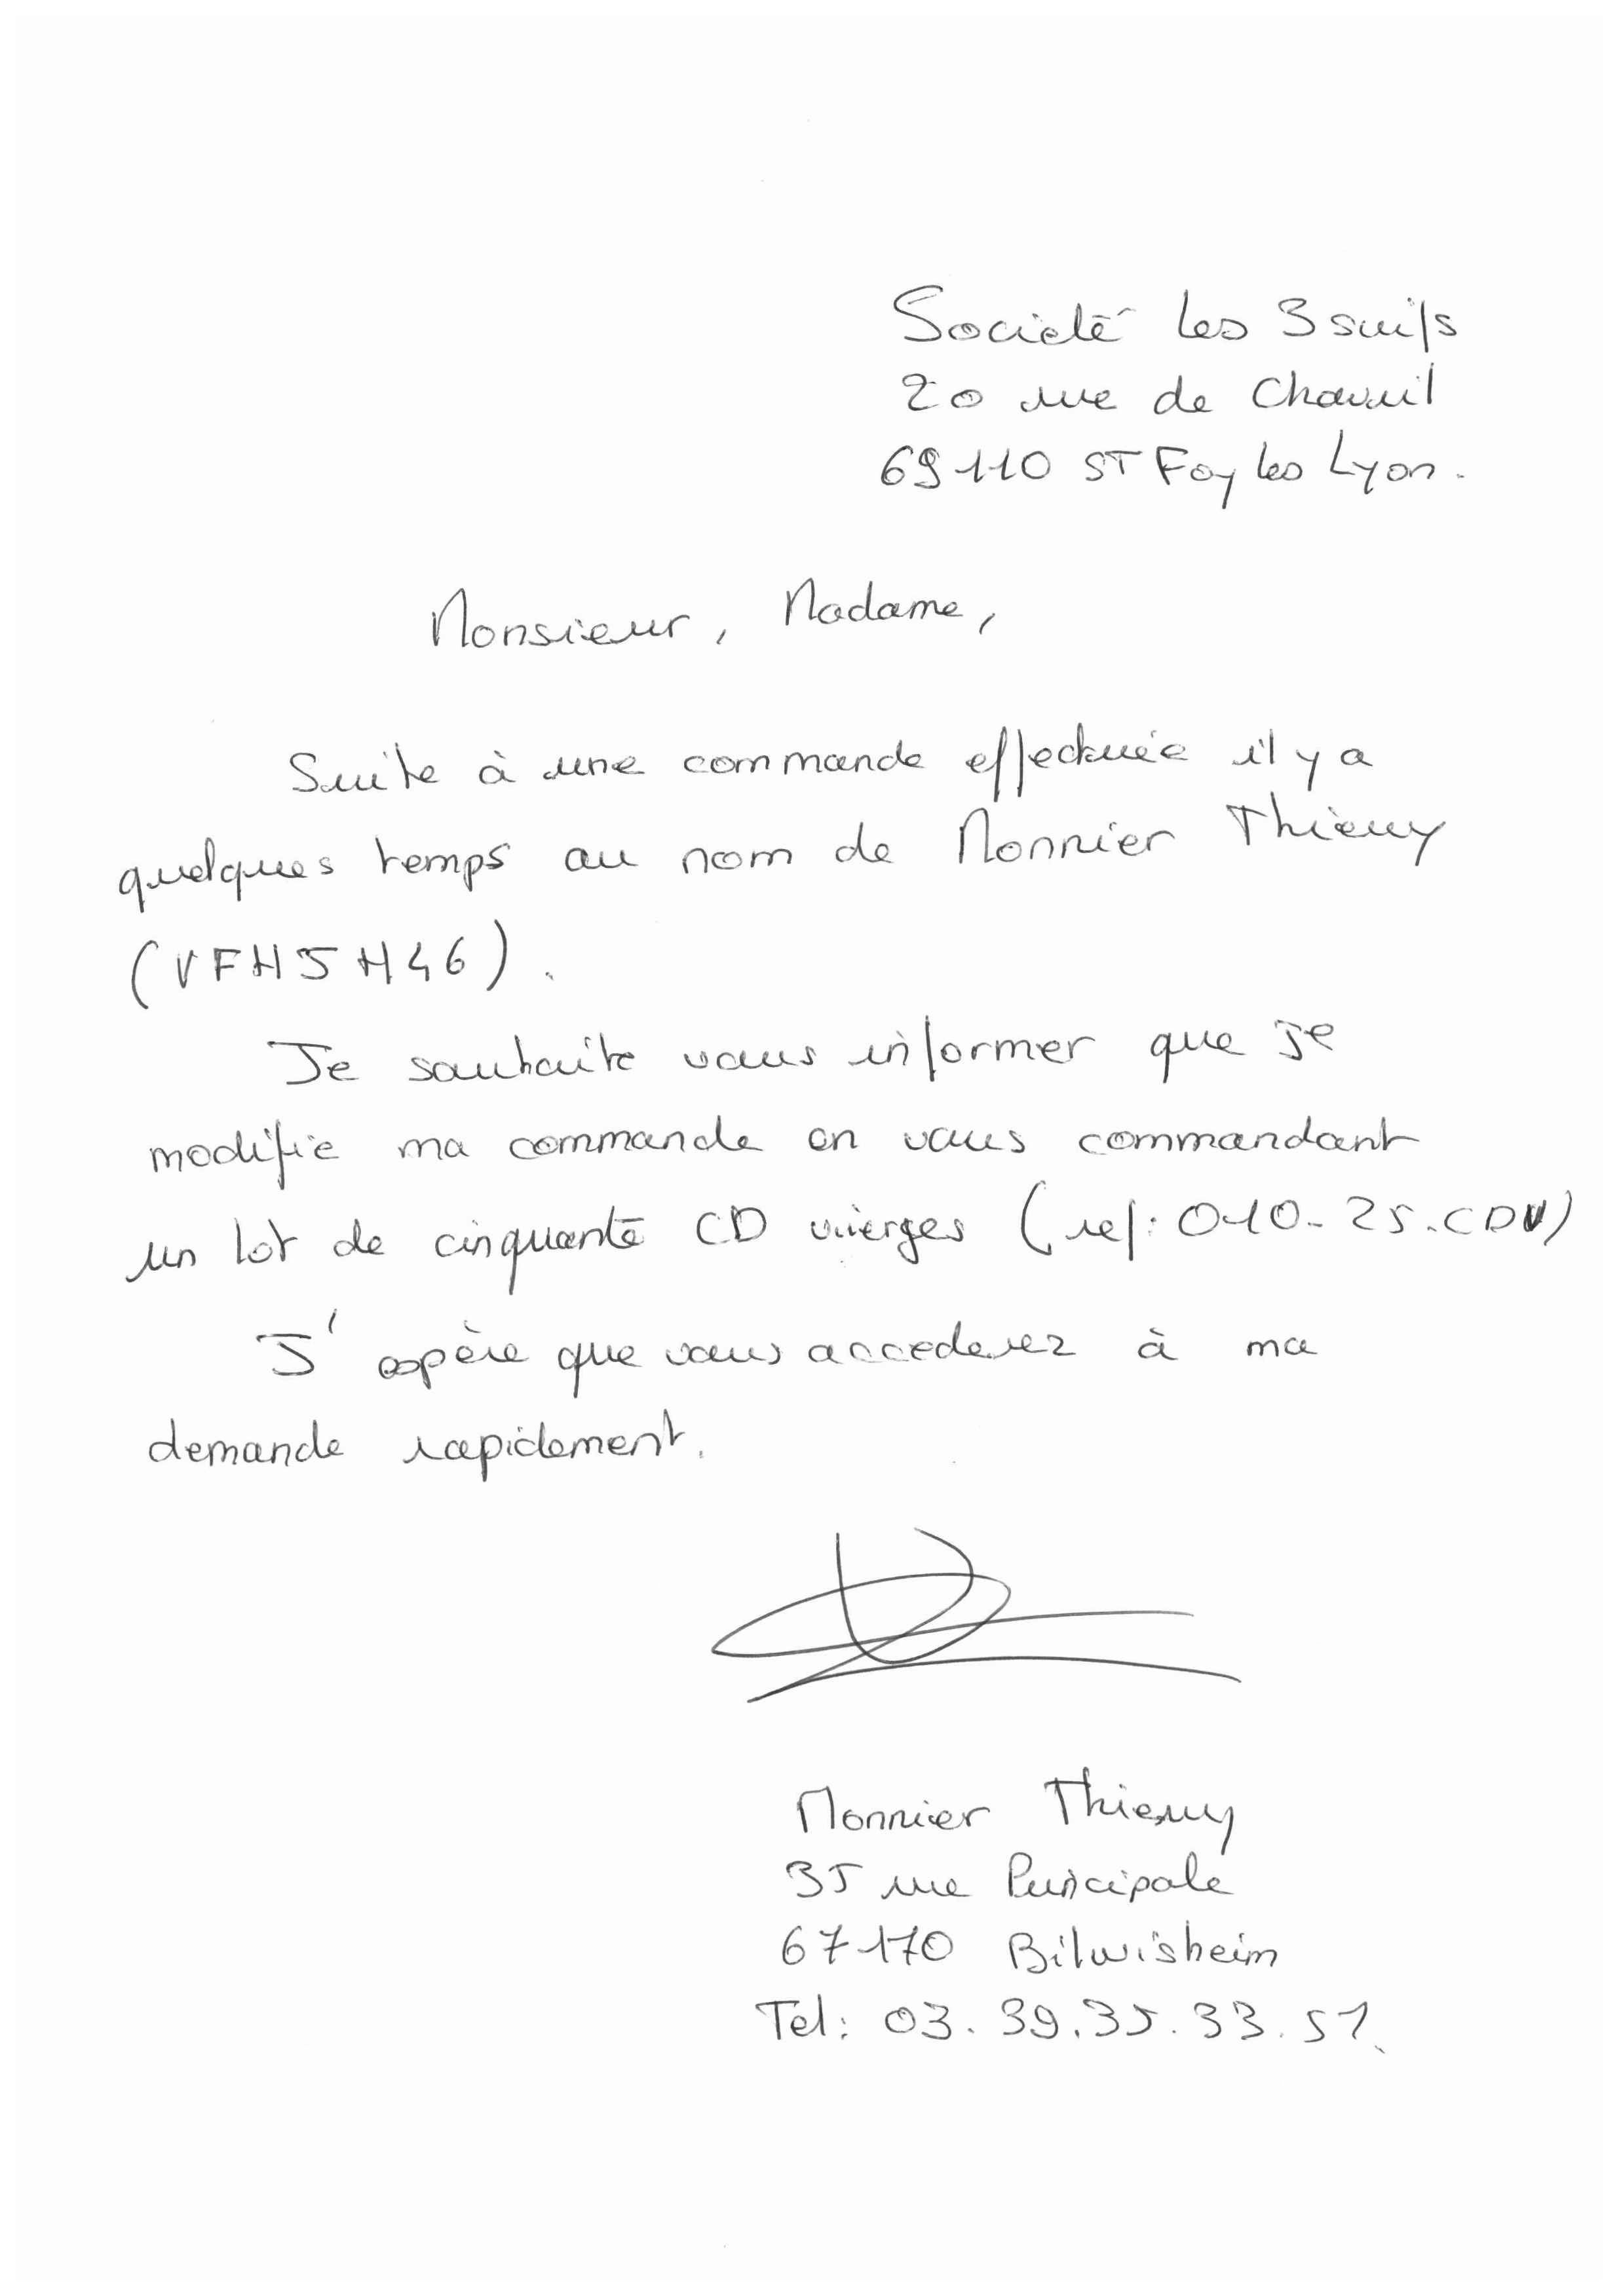 Société les 3 suifs
20 rue de Chavril
69110 ST Foy les Lyon.
Monsieur, Madame,
Suite à une commande effectuée il y a
quelques temps au nom de Monnier Thierry
(VFH5H46).
Je souhaite vous informer que je
modifie ma commande en vous commandant
un lot de cinquante CD vierges (ref: 010-25.CDV)
J'espère que vous accederez à ma
demande rapidement.
Monnier Thierry
35 rue Principale
67170 Bilwisheim
Tel: 03.39.35.33.51.